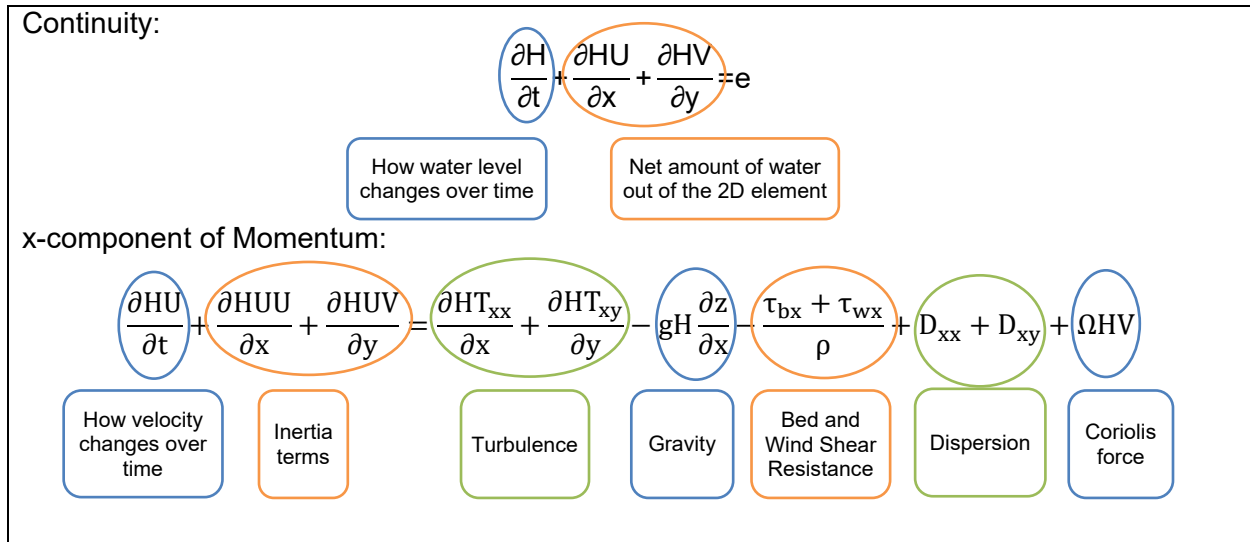 Continuity:
∂H/∂t + ∂HU/∂x + ∂HV/∂y =e
How water level
changes over time
Net amount of water
out of the 2D element
x-component of Momentum:
∂HU/∂t + ∂HUU/∂x + ∂HUV/∂y = ∂HT_xx/∂x + ∂HT_xy/∂y − gH ∂z/∂x − (τ_bx + τ_wx)/ρ + D_xx + D_xy + ΩHV
How velocity
changes over
time
Inertia
terms
Turbulence
Gravity
Bed and
Wind Shear
Resistance
Dispersion
Coriolis
force